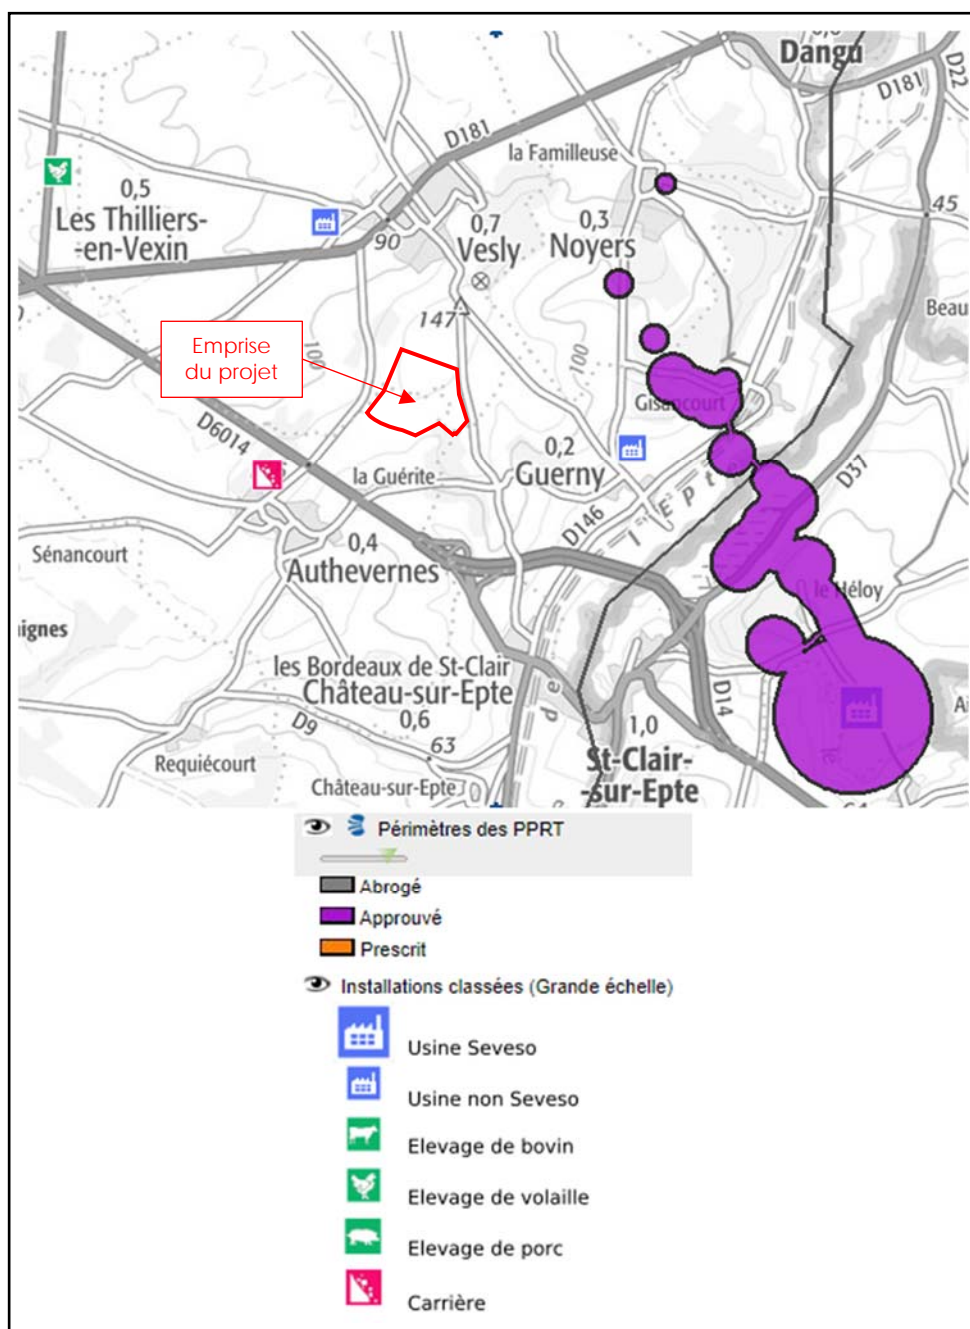 Dangu
D22
D181
D181
la Familleuse
0,5
Les Thilliers-
-en-Vexin
90
0,7
Vesly
0,3
Noyers
45
Beau
147
100
100
Emprise
du projet
Gisancourt
D6014
la Guérite
0,2
Guerny
Epte
D37
D146
Sénancourt
0,4
Authevernes
le Héloy
ignes
les Bordeaux de St-Clair
Château-sur-Epte
de
0,6
D9
63
D14
1,0
St-Clair-
-sur-Epte
Requiécourt
Château-sur-Epte
Périmètres des PPRT
Abrogé
Approuvé
Prescrit
Installations classées (Grande échelle)
Usine Seveso
Usine non Seveso
Elevage de bovin
Elevage de volaille
Elevage de porc
Carrière